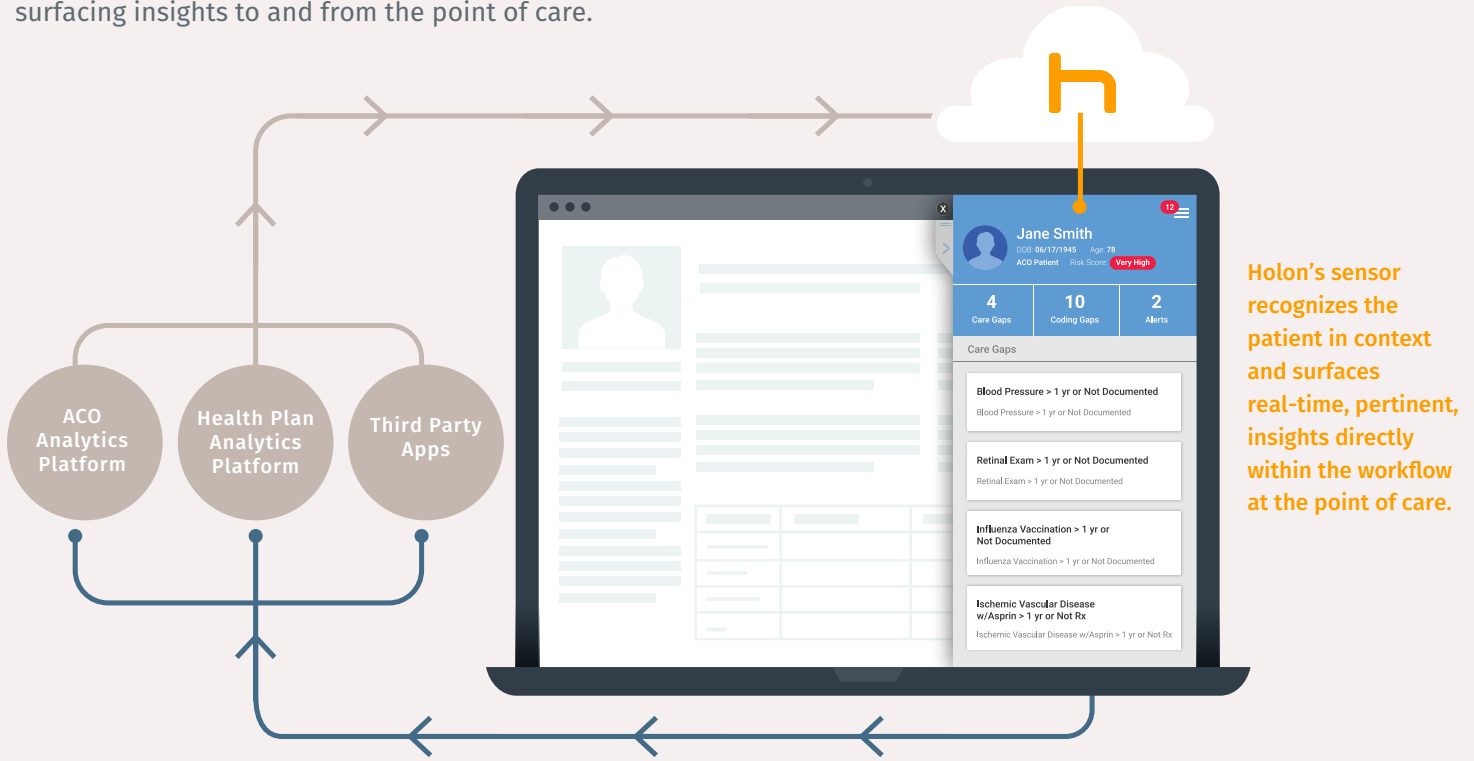 surfacing insights to and from the point of care.
ACO
Analytics
Platform
Health Plan
Analytics
Platform
Third Party
Apps
h
X
12
Jane Smith
DOB: 06/17/1945 Age: 78
ACO Patient Risk Score: Very High
4
Care Gaps
10
Coding Gaps
2
Alerts
Care Gaps
Blood Pressure > 1 yr or Not Documented
Blood Pressure > 1 yr or Not Documented
Retinal Exam > 1 yr or Not Documented
Retinal Exam > 1 yr or Not Documented
Influenza Vaccination > 1 yr or
Not Documented
Influenza Vaccination > 1 yr or Not Documented
Ischemic Vascular Disease
w/Asprin > 1 yr or Not Rx
Ischemic Vascular Disease w/Asprin > 1 yr or Not Rx
Holon's sensor
recognizes the
patient in context
and surfaces
real-time, pertinent,
insights directly
within the workflow
at the point of care.